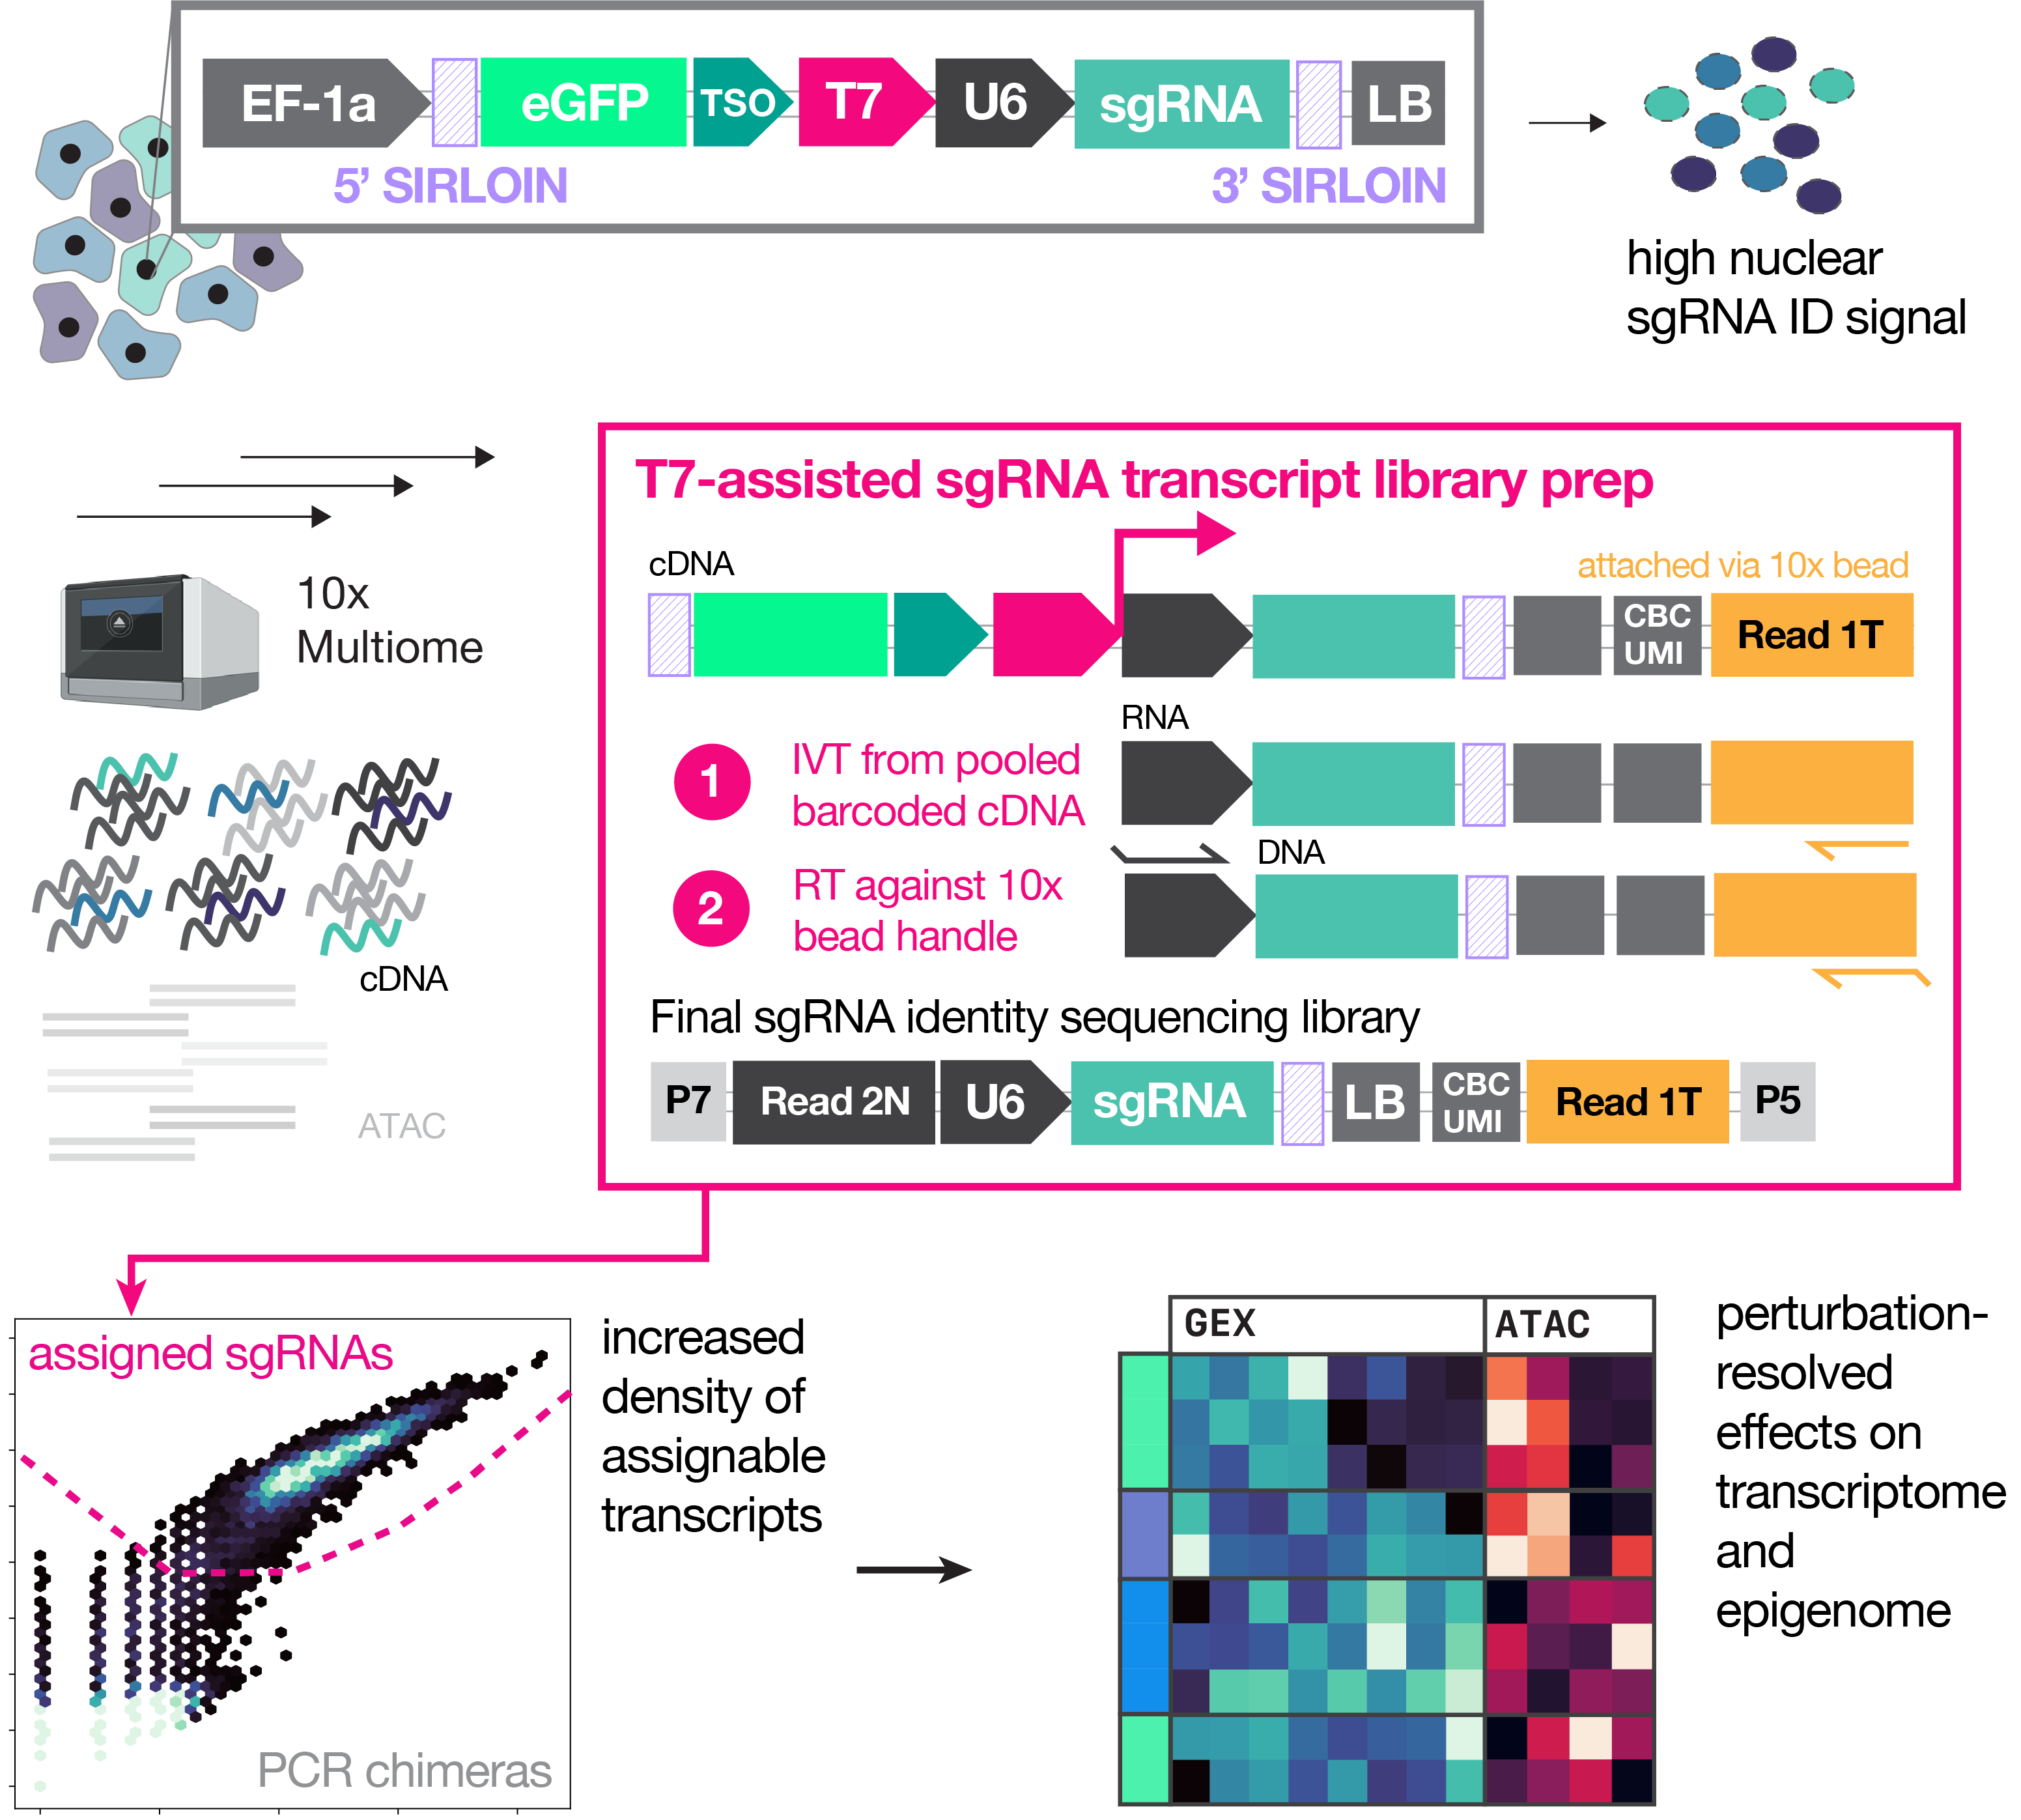 EF-1a eGFP TSO T7 U6 sgRNA LB
5’ SIRLOIN 3’ SIRLOIN
high nuclear
sgRNA ID signal
10x
Multiome
cDNA
ATAC
T7-assisted sgRNA transcript library prep
cDNA
attached via 10x bead
CBC
UMI
Read 1T
RNA
1
IVT from pooled
barcoded cDNA
DNA
2
RT against 10x
bead handle
Final sgRNA identity sequencing library
P7 Read 2N U6 sgRNA LB
CBC
UMI
Read 1T P5
assigned sgRNAs
PCR chimeras
increased
density of
assignable
transcripts
GEX ATAC
perturbation-
resolved
effects on
transcriptome
and
epigenome